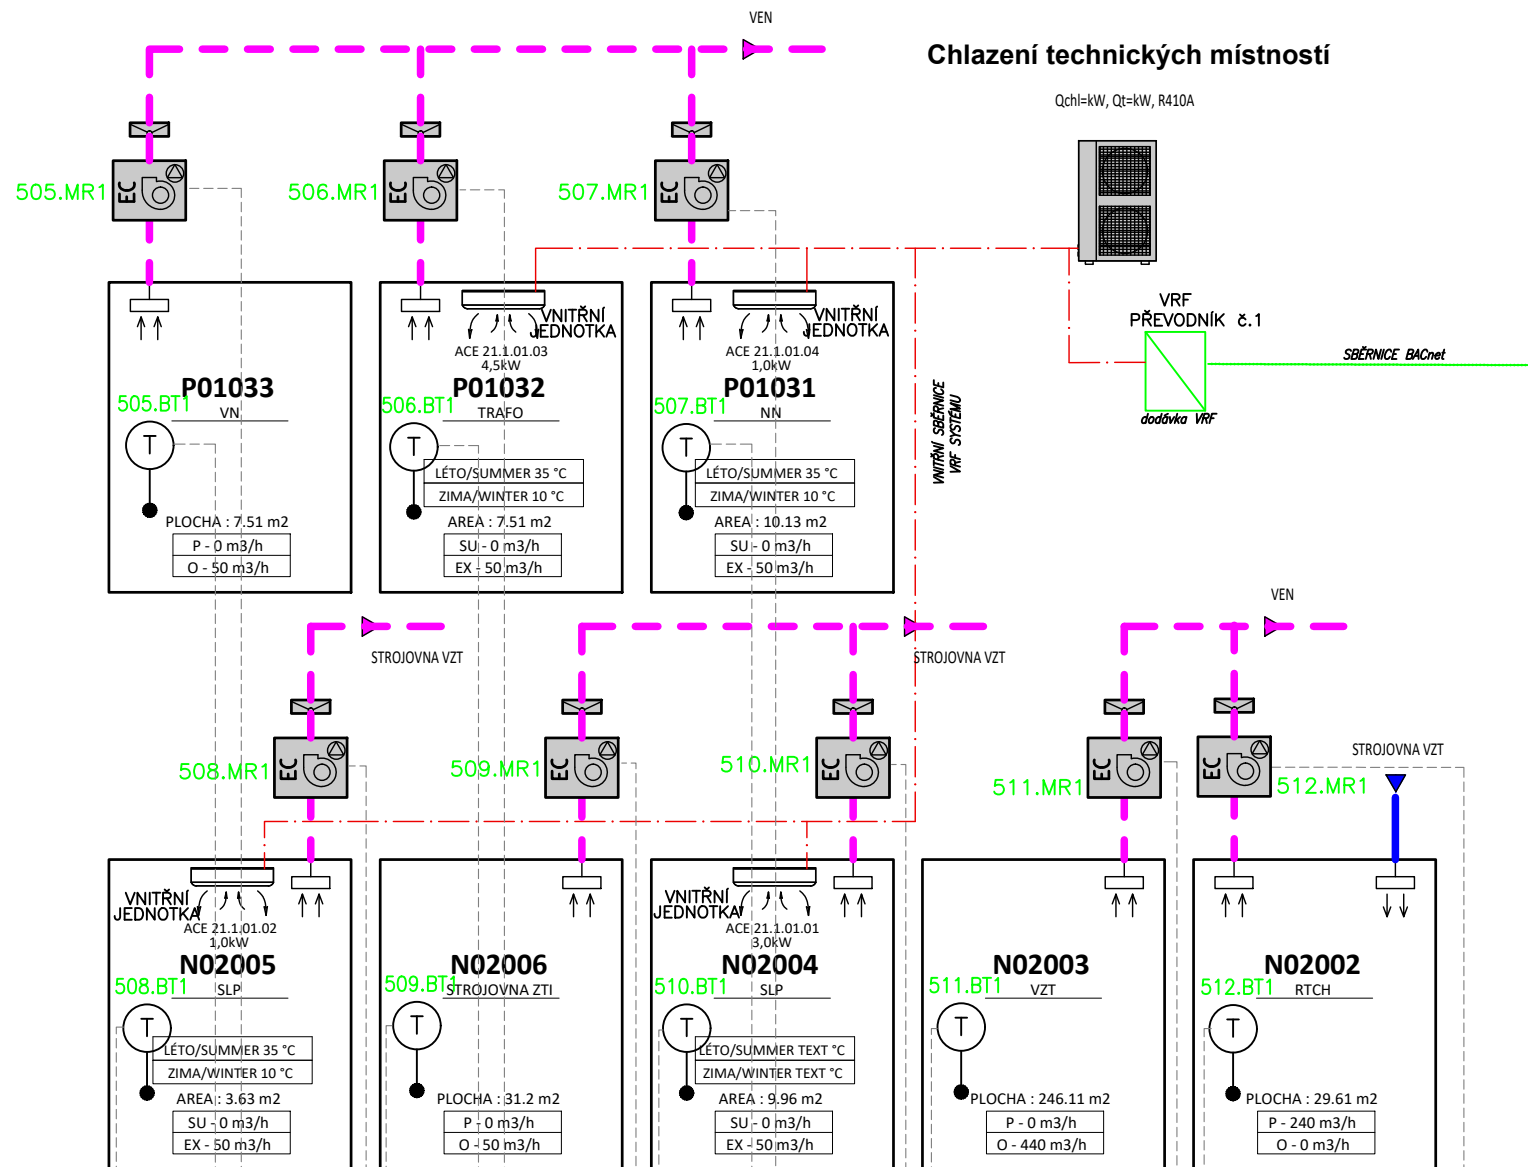 VEN
Chlazení technických místností
Qchl=kW, Qt=kW, R410A
505.MR1
EC
506.MR1
EC
507.MR1
EC
VNITŘNÍ
JEDNOTKA
ACE 21.1.01.03
4,5kW
VNITŘNÍ
JEDNOTKA
ACE 21.1.01.04
1,0kW
VRF
PŘEVODNÍK č.1
SBĚRNICE BACnet
dodávka VRF
VNITŘNÍ SBĚRNICE
VRF SYSTÉMU
P01033
505.BT1
VN
T
PLOCHA : 7.51 m2
P - 0 m3/h
O - 50 m3/h
P01032
506.BT1
TRAFO
T
LÉTO/SUMMER 35 °C
ZIMA/WINTER 10 °C
AREA : 7.51 m2
SU - 0 m3/h
EX - 50 m3/h
P01031
507.BT1
NN
T
LÉTO/SUMMER 35 °C
ZIMA/WINTER 10 °C
AREA : 10.13 m2
SU - 0 m3/h
EX - 50 m3/h
STROJOVNA VZT
STROJOVNA VZT
VEN
STROJOVNA VZT
508.MR1
EC
509.MR1
EC
510.MR1
EC
511.MR1
EC
512.MR1
EC
VNITŘNÍ
JEDNOTKA
ACE 21.1.01.02
1,0kW
N02005
508.BT1
SLP
T
LÉTO/SUMMER 35 °C
ZIMA/WINTER 10 °C
AREA : 3.63 m2
SU - 0 m3/h
EX - 50 m3/h
N02006
509.BT1
STROJOVNA ZTI
T
PLOCHA : 31.2 m2
P - 0 m3/h
O - 50 m3/h
VNITŘNÍ
JEDNOTKA
ACE 21.1.01.01
3,0kW
N02004
510.BT1
SLP
T
LÉTO/SUMMER TEXT °C
ZIMA/WINTER TEXT °C
AREA : 9.96 m2
SU - 0 m3/h
EX - 50 m3/h
N02003
511.BT1
VZT
T
PLOCHA : 246.11 m2
P - 0 m3/h
O - 440 m3/h
N02002
512.BT1
RTCH
T
PLOCHA : 29.61 m2
P - 240 m3/h
O - 0 m3/h